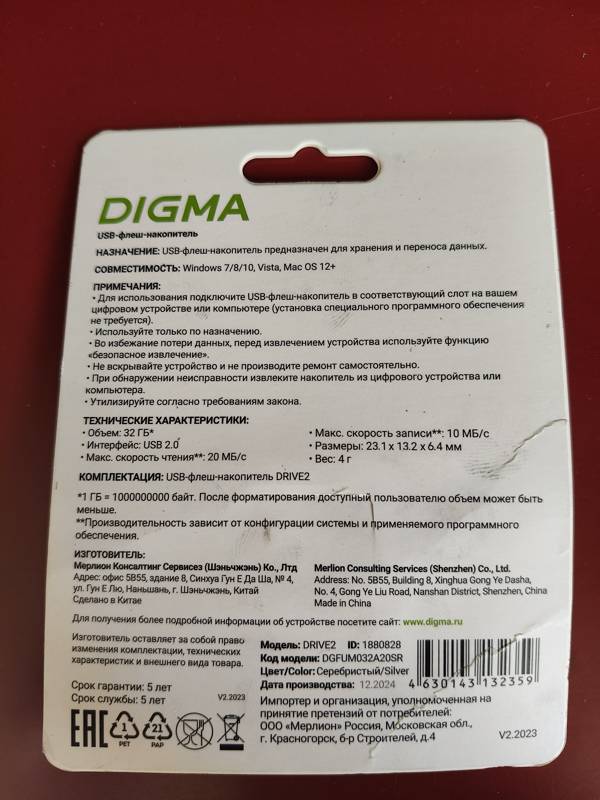 DIGMA
USB-флеш-накопитель
НАЗНАЧЕНИЕ: USB-флеш-накопитель предназначен для хранения и переноса данных.
СОВМЕСТИМОСТЬ: Windows 7/8/10, Vista, Mac OS 12+
ПРИМЕЧАНИЯ:
• Для использования подключите USB-флеш-накопитель в соответствующий слот на вашем
цифровом устройстве или компьютере (установка специального программного обеспечения
не требуется).
• Используйте только по назначению.
• Во избежание потери данных, перед извлечением устройства используйте функцию
«безопасное извлечение».
• Не вскрывайте устройство и не производите ремонт самостоятельно.
• При обнаружении неисправности извлеките накопитель из цифрового устройства или
компьютера.
• Утилизируйте согласно требованиям закона.
ТЕХНИЧЕСКИЕ ХАРАКТЕРИСТИКИ:
• Объем: 32 ГБ*
• Интерфейс: USB 2.0
• Макс. скорость чтения**: 20 МБ/с
• Макс. скорость записи**: 10 МБ/с
• Размеры: 23.1 x 13.2 x 6.4 мм
• Вес: 4 г
КОМПЛЕКТАЦИЯ: USB-флеш-накопитель DRIVE2
*1 ГБ = 1000000000 байт. После форматирования доступный пользователю объем может быть
меньше.
**Производительность зависит от конфигурации системы и применяемого программного
обеспечения.
ИЗГОТОВИТЕЛЬ:
Мерлион Консалтинг Сервисез (Шэньчжэнь) Ко., Лтд
Адрес: офис 5B55, здание 8, Синхуа Гун Е Да Ша, № 4,
ул. Гун Е Лю, Наньшань, г. Шэньчжэнь, Китай
Сделано в Китае
Merlion Consulting Services (Shenzhen) Co., Ltd.
Address: No. 5B55, Building 8, Xinghua Gong Ye Dasha,
No. 4, Gong Ye Liu Road, Nanshan District, Shenzhen, China
Made in China
Для получения более подробной информации об устройстве посетите сайт: www.digma.ru
Изготовитель оставляет за собой право
изменения комплектации, технических
характеристик и внешнего вида товара.
Срок гарантии: 5 лет
Срок службы: 5 лет
V2.2023
EAC
1
PET
21
PAP
Модель: DRIVE2 ID: 1880828
Код модели: DGFUM032A20SR
Цвет/Color: Серебристый/Silver
Дата производства: 12.2024
4 630143 132359
Импортер и организация, уполномоченная на
принятие претензий от потребителей:
ООО «Мерлион» Россия, Московская обл.,
г. Красногорск, б-р Строителей, д.4
V2.2023